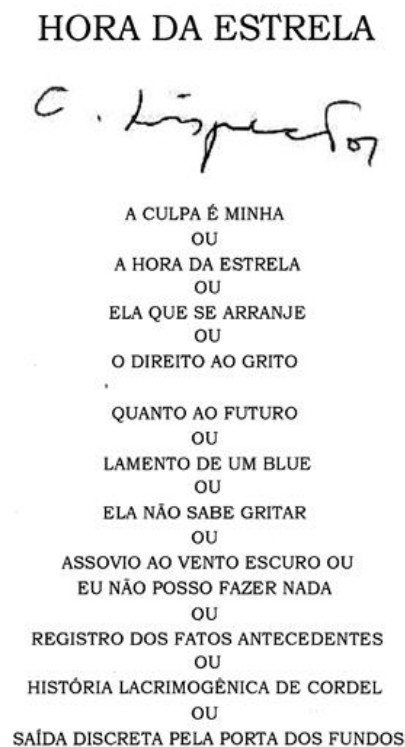 HORA DA ESTRELA
C. Lispector
A CULPA É MINHA
OU
A HORA DA ESTRELA
OU
ELA QUE SE ARRANJE
OU
O DIREITO AO GRITO
QUANTO AO FUTURO
OU
LAMENTO DE UM BLUE
OU
ELA NÃO SABE GRITAR
OU
ASSOVIO AO VENTO ESCURO OU
EU NÃO POSSO FAZER NADA
OU
REGISTRO DOS FATOS ANTECEDENTES
OU
HISTÓRIA LACRIMOGÊNICA DE CORDEL
OU
SAÍDA DISCRETA PELA PORTA DOS FUNDOS